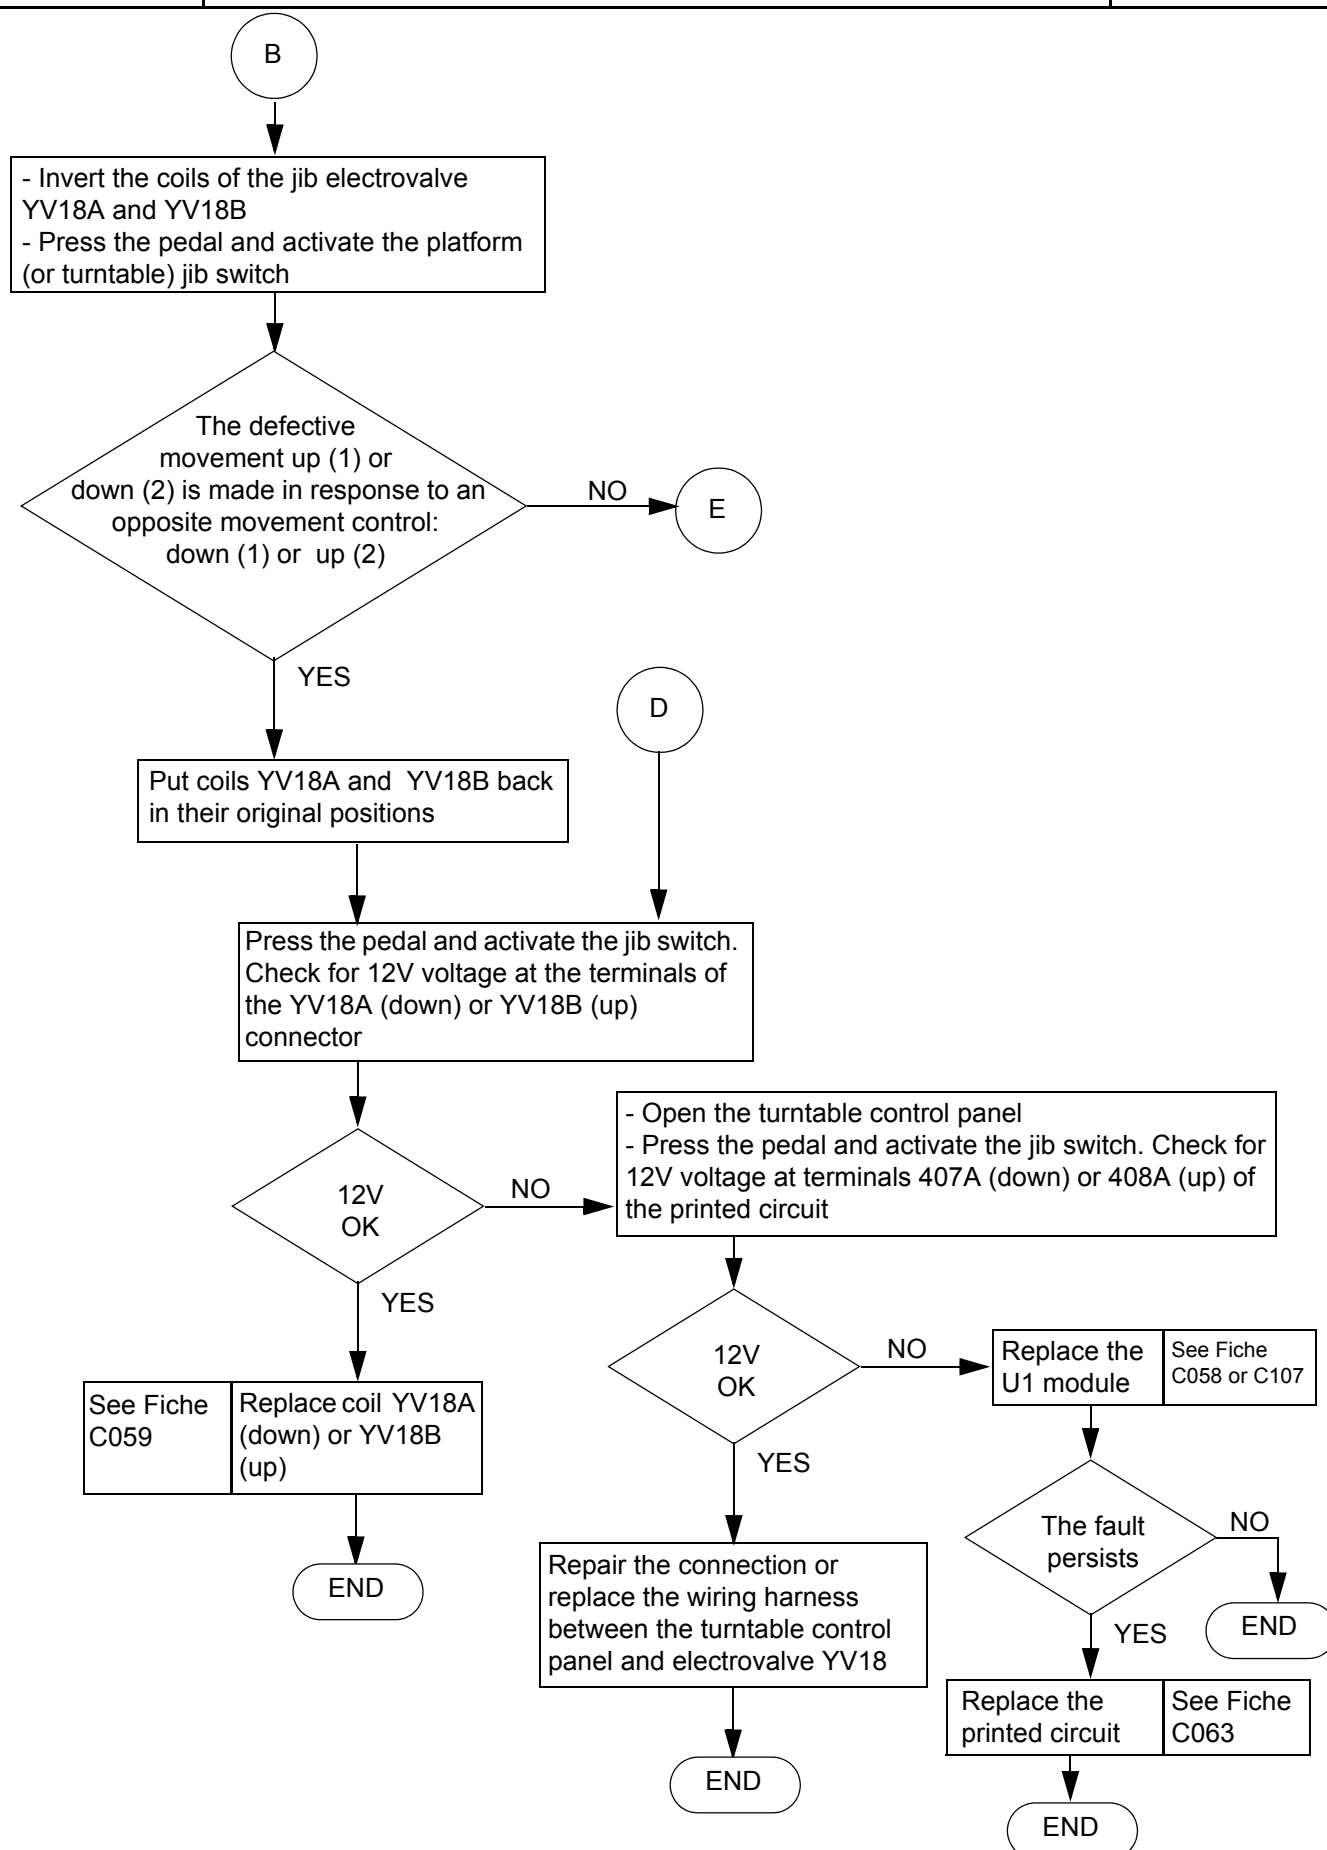 B
- Invert the coils of the jib electrovalve
YV18A and YV18B
- Press the pedal and activate the platform
(or turntable) jib switch
The defective
movement up (1) or
down (2) is made in response to an
opposite movement control:
down (1) or up (2)
NO
E
YES
D
Put coils YV18A and YV18B back
in their original positions
Press the pedal and activate the jib switch.
Check for 12V voltage at the terminals of
the YV18A (down) or YV18B (up)
connector
- Open the turntable control panel
- Press the pedal and activate the jib switch. Check for
12V voltage at terminals 407A (down) or 408A (up) of
the printed circuit
12V
OK
NO
YES
12V
OK
NO
Replace the
U1 module
See Fiche
C058 or C107
See Fiche
C059
Replace coil YV18A
(down) or YV18B
(up)
YES
The fault
persists
NO
END
Repair the connection or
replace the wiring harness
between the turntable control
panel and electrovalve YV18
END
YES
Replace the
printed circuit
See Fiche
C063
END
END